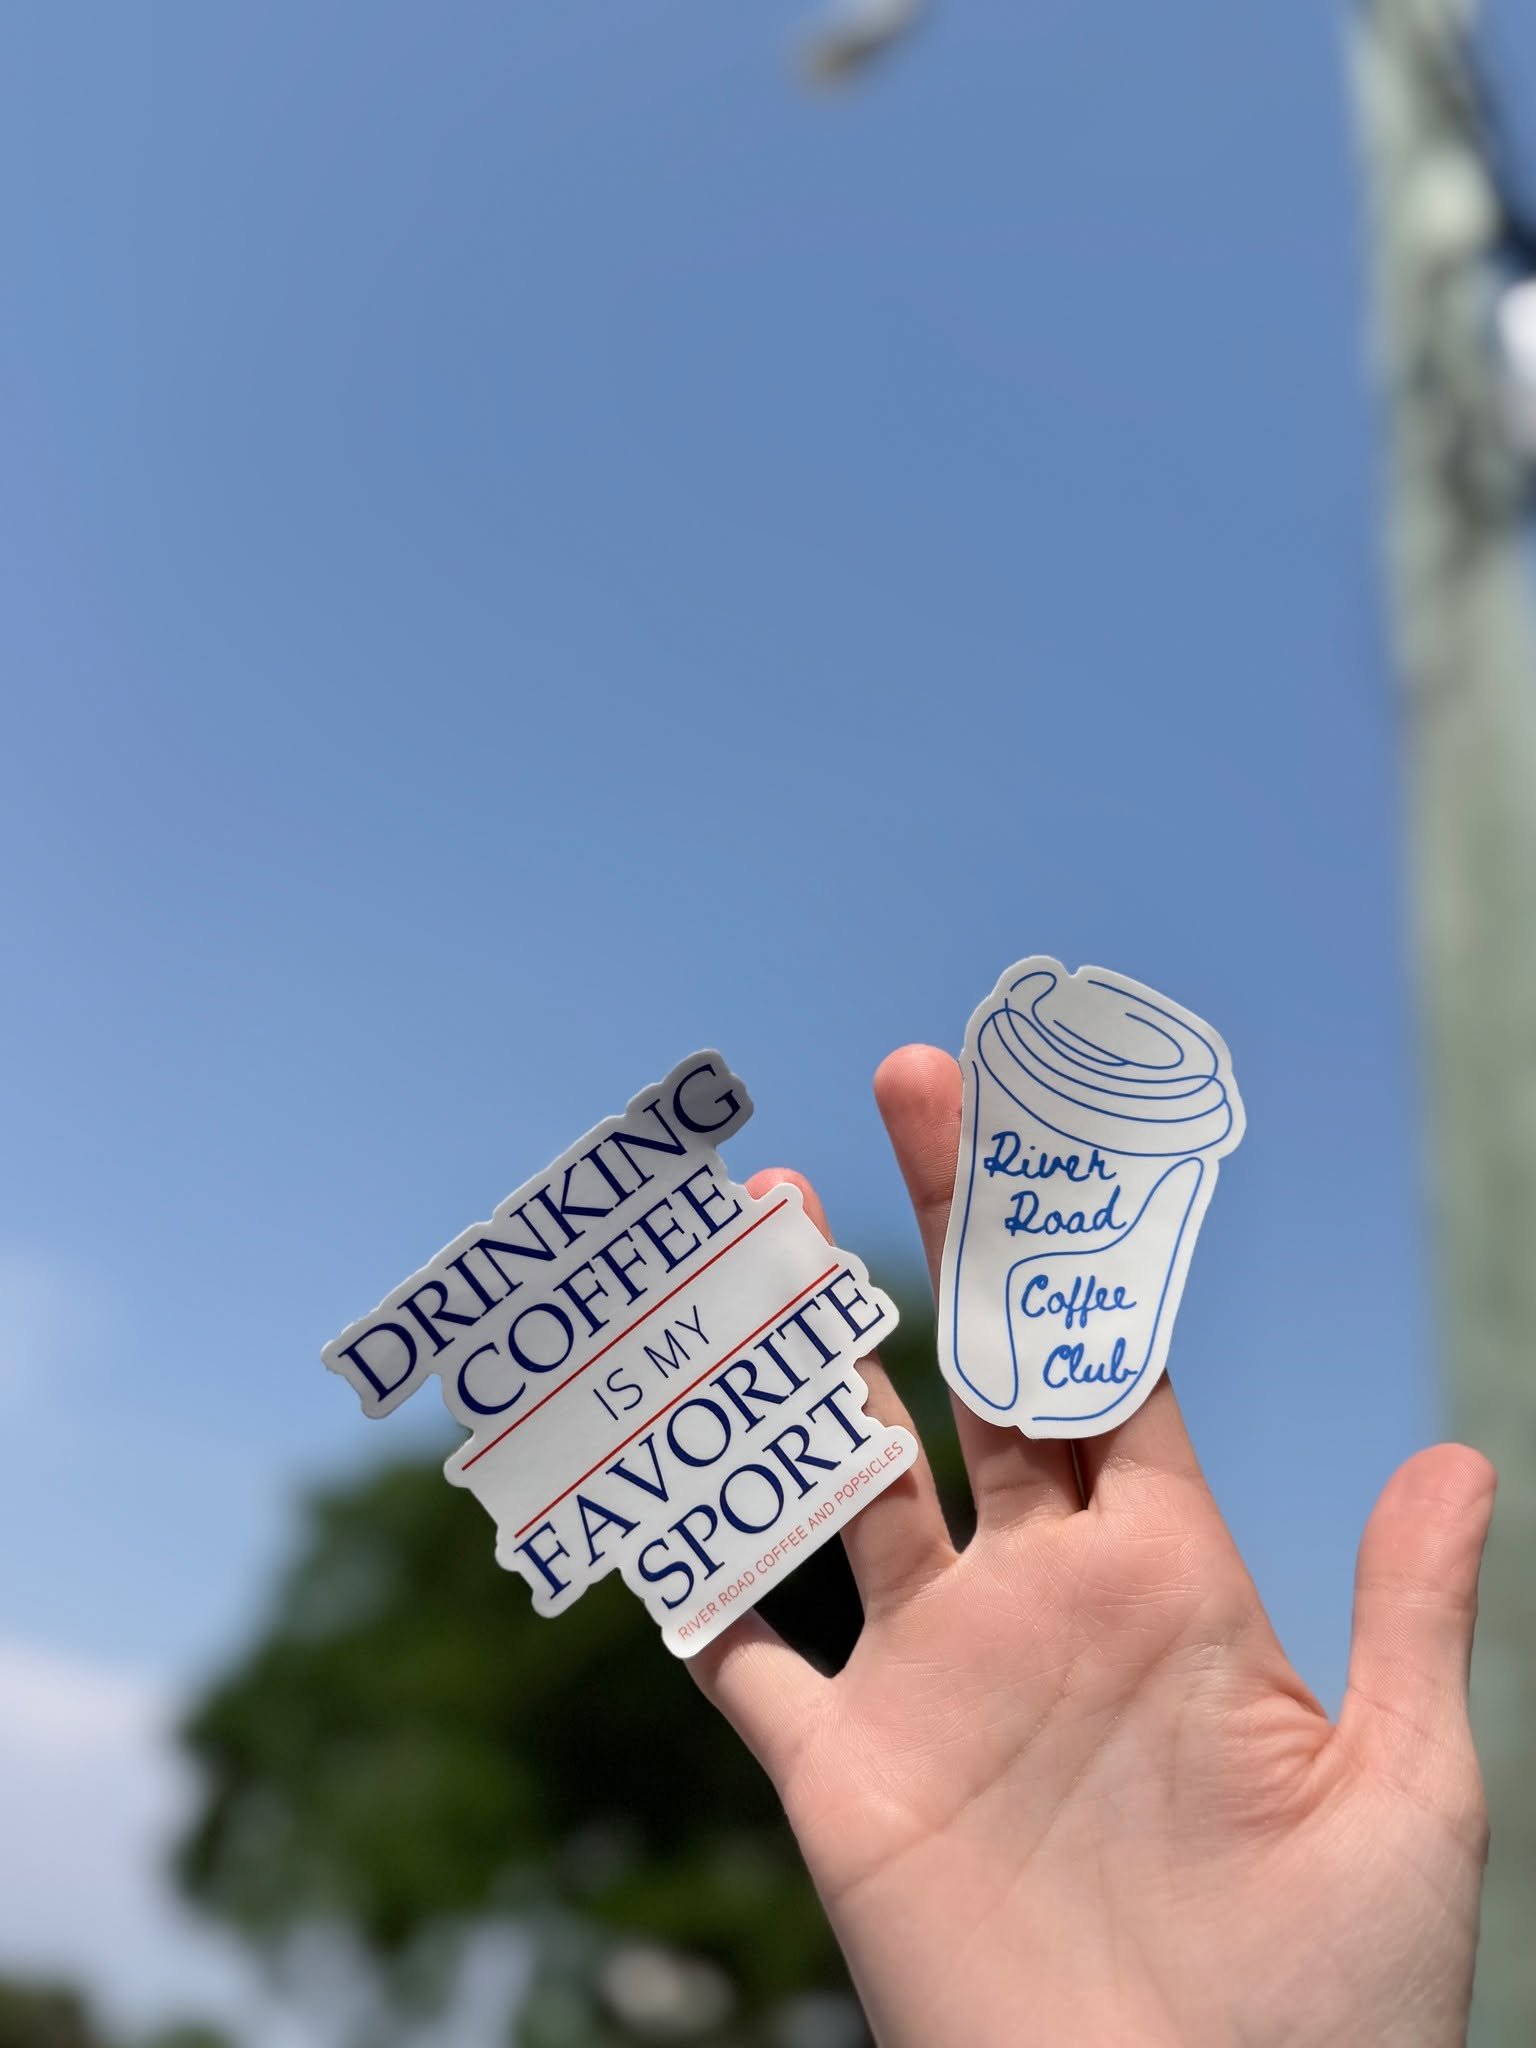 DRINKING
COFFEE
IS MY
FAVORITE
SPORT
RIVER ROAD COFFEE AND POPSICLES
River
Road
Coffee
Club